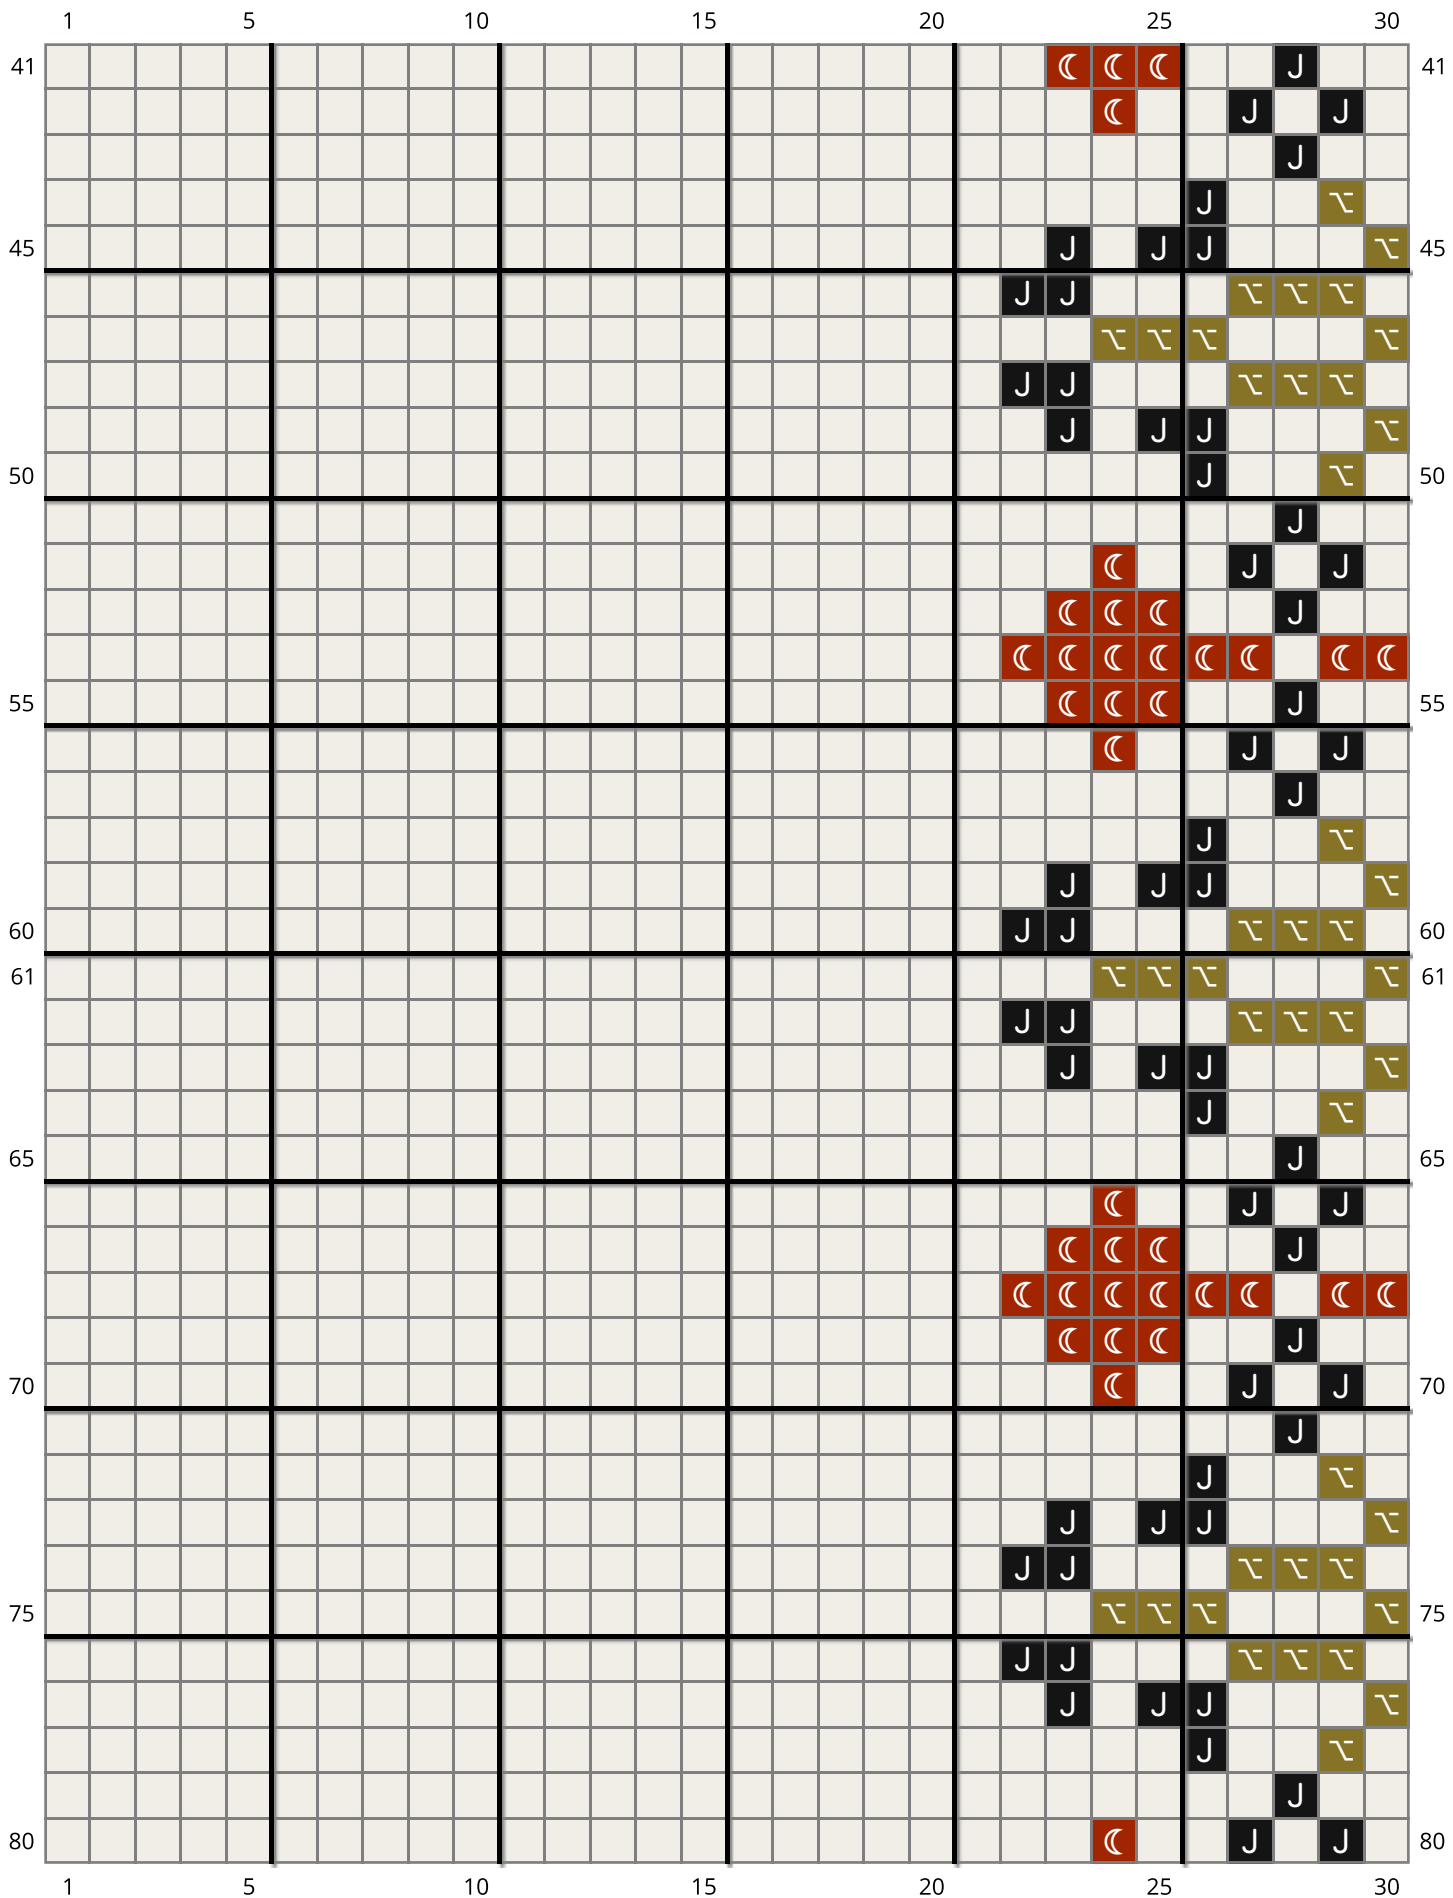 1 5 10 15 20 25 30
41 ☾ ☾ ☾ J 41
☾ J J
J
J ⌥
45 J J J ⌥ 45
J J ⌥ ⌥ ⌥
⌥ ⌥ ⌥ ⌥
J J ⌥ ⌥ ⌥
J J J ⌥
50 J ⌥ 50
J
☾ J J
☾ ☾ ☾ J
☾ ☾ ☾ ☾ ☾ ☾ ☾ ☾
55 ☾ ☾ ☾ J 55
☾ J J
J
J ⌥
J J J ⌥
60 J J ⌥ ⌥ ⌥ 60
61 ⌥ ⌥ ⌥ ⌥ 61
J J ⌥ ⌥ ⌥
J J J ⌥
J ⌥
65 J 65
☾ J J
☾ ☾ ☾ J
☾ ☾ ☾ ☾ ☾ ☾ ☾ ☾
☾ ☾ ☾ J
70 ☾ J J 70
J
J ⌥
J J J ⌥
J J ⌥ ⌥ ⌥
75 ⌥ ⌥ ⌥ ⌥ 75
J J ⌥ ⌥ ⌥
J J J ⌥
J ⌥
J
80 ☾ J J 80
1 5 10 15 20 25 30